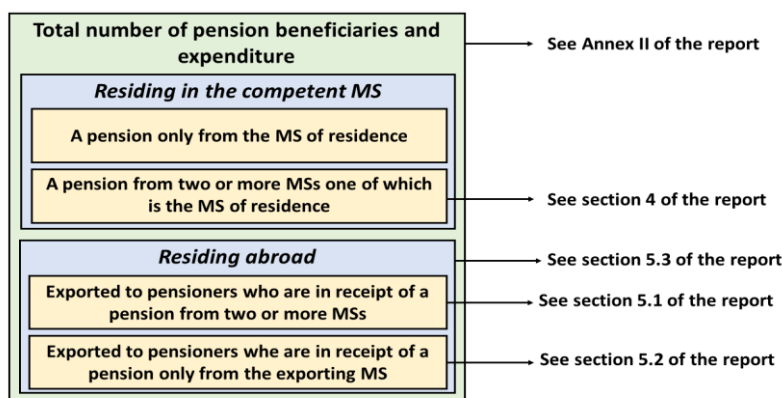 Total number of pension beneficiaries and
expenditure
See Annex II of the report
Residing in the competent MS
A pension only from the MS of residence
A pension from two or more MSs one of which
is the MS of residence
See section 4 of the report
Residing abroad
See section 5.3 of the report
Exported to pensioners who are in receipt of a
pension from two or more MSs
See section 5.1 of the report
Exported to pensioners whe are in receipt of a
pension only from the exporting MS
See section 5.2 of the report